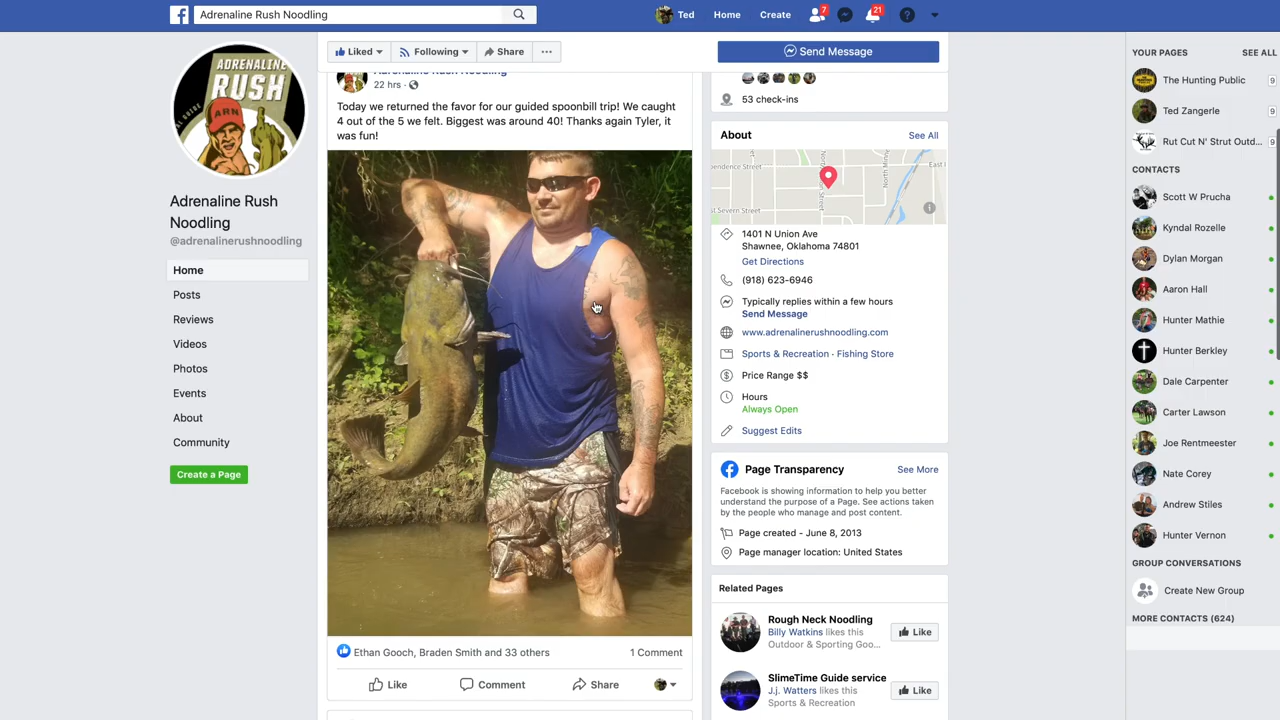 Adrenaline Rush Noodling
Ted
Home
Create
7
21
ADRENALINE
RUSH
ARN
Adrenaline Rush
Noodling
@adrenalinerushnoodling
Home
Posts
Reviews
Videos
Photos
Events
About
Community
Create a Page
Liked
Following
Share
Send Message
Adrenaline Rush Noodling
22 hrs ·
Today we returned the favor for our guided spoonbill trip! We caught
4 out of the 5 we felt. Biggest was around 40! Thanks again Tyler, it
was fun!
Ethan Gooch, Braden Smith and 33 others
1 Comment
Like
Comment
Share
53 check-ins
About
See All
1401 N Union Ave
Shawnee, Oklahoma 74801
Get Directions
(918) 623-6946
Typically replies within a few hours
Send Message
www.adrenalinerushnoodling.com
Sports & Recreation · Fishing Store
Price Range $$
Hours
Always Open
Suggest Edits
Page Transparency
See More
Facebook is showing information to help you better
understand the purpose of a Page. See actions taken
by the people who manage and post content.
Page created - June 8, 2013
Page manager location: United States
Related Pages
Rough Neck Noodling
Billy Watkins likes this
Outdoor & Sporting Goo...
Like
SlimeTime Guide service
J.j. Watters likes this
Sports & Recreation
Like
YOUR PAGES
SEE ALL
The Hunting Public
9
Ted Zangerle
9
Rut Cut N' Strut Outd...
9
CONTACTS
Scott W Prucha
Kyndal Rozelle
Dylan Morgan
Aaron Hall
Hunter Mathie
Hunter Berkley
Dale Carpenter
Carter Lawson
Joe Rentmeester
Nate Corey
Andrew Stiles
Hunter Vernon
GROUP CONVERSATIONS
Create New Group
MORE CONTACTS (624)